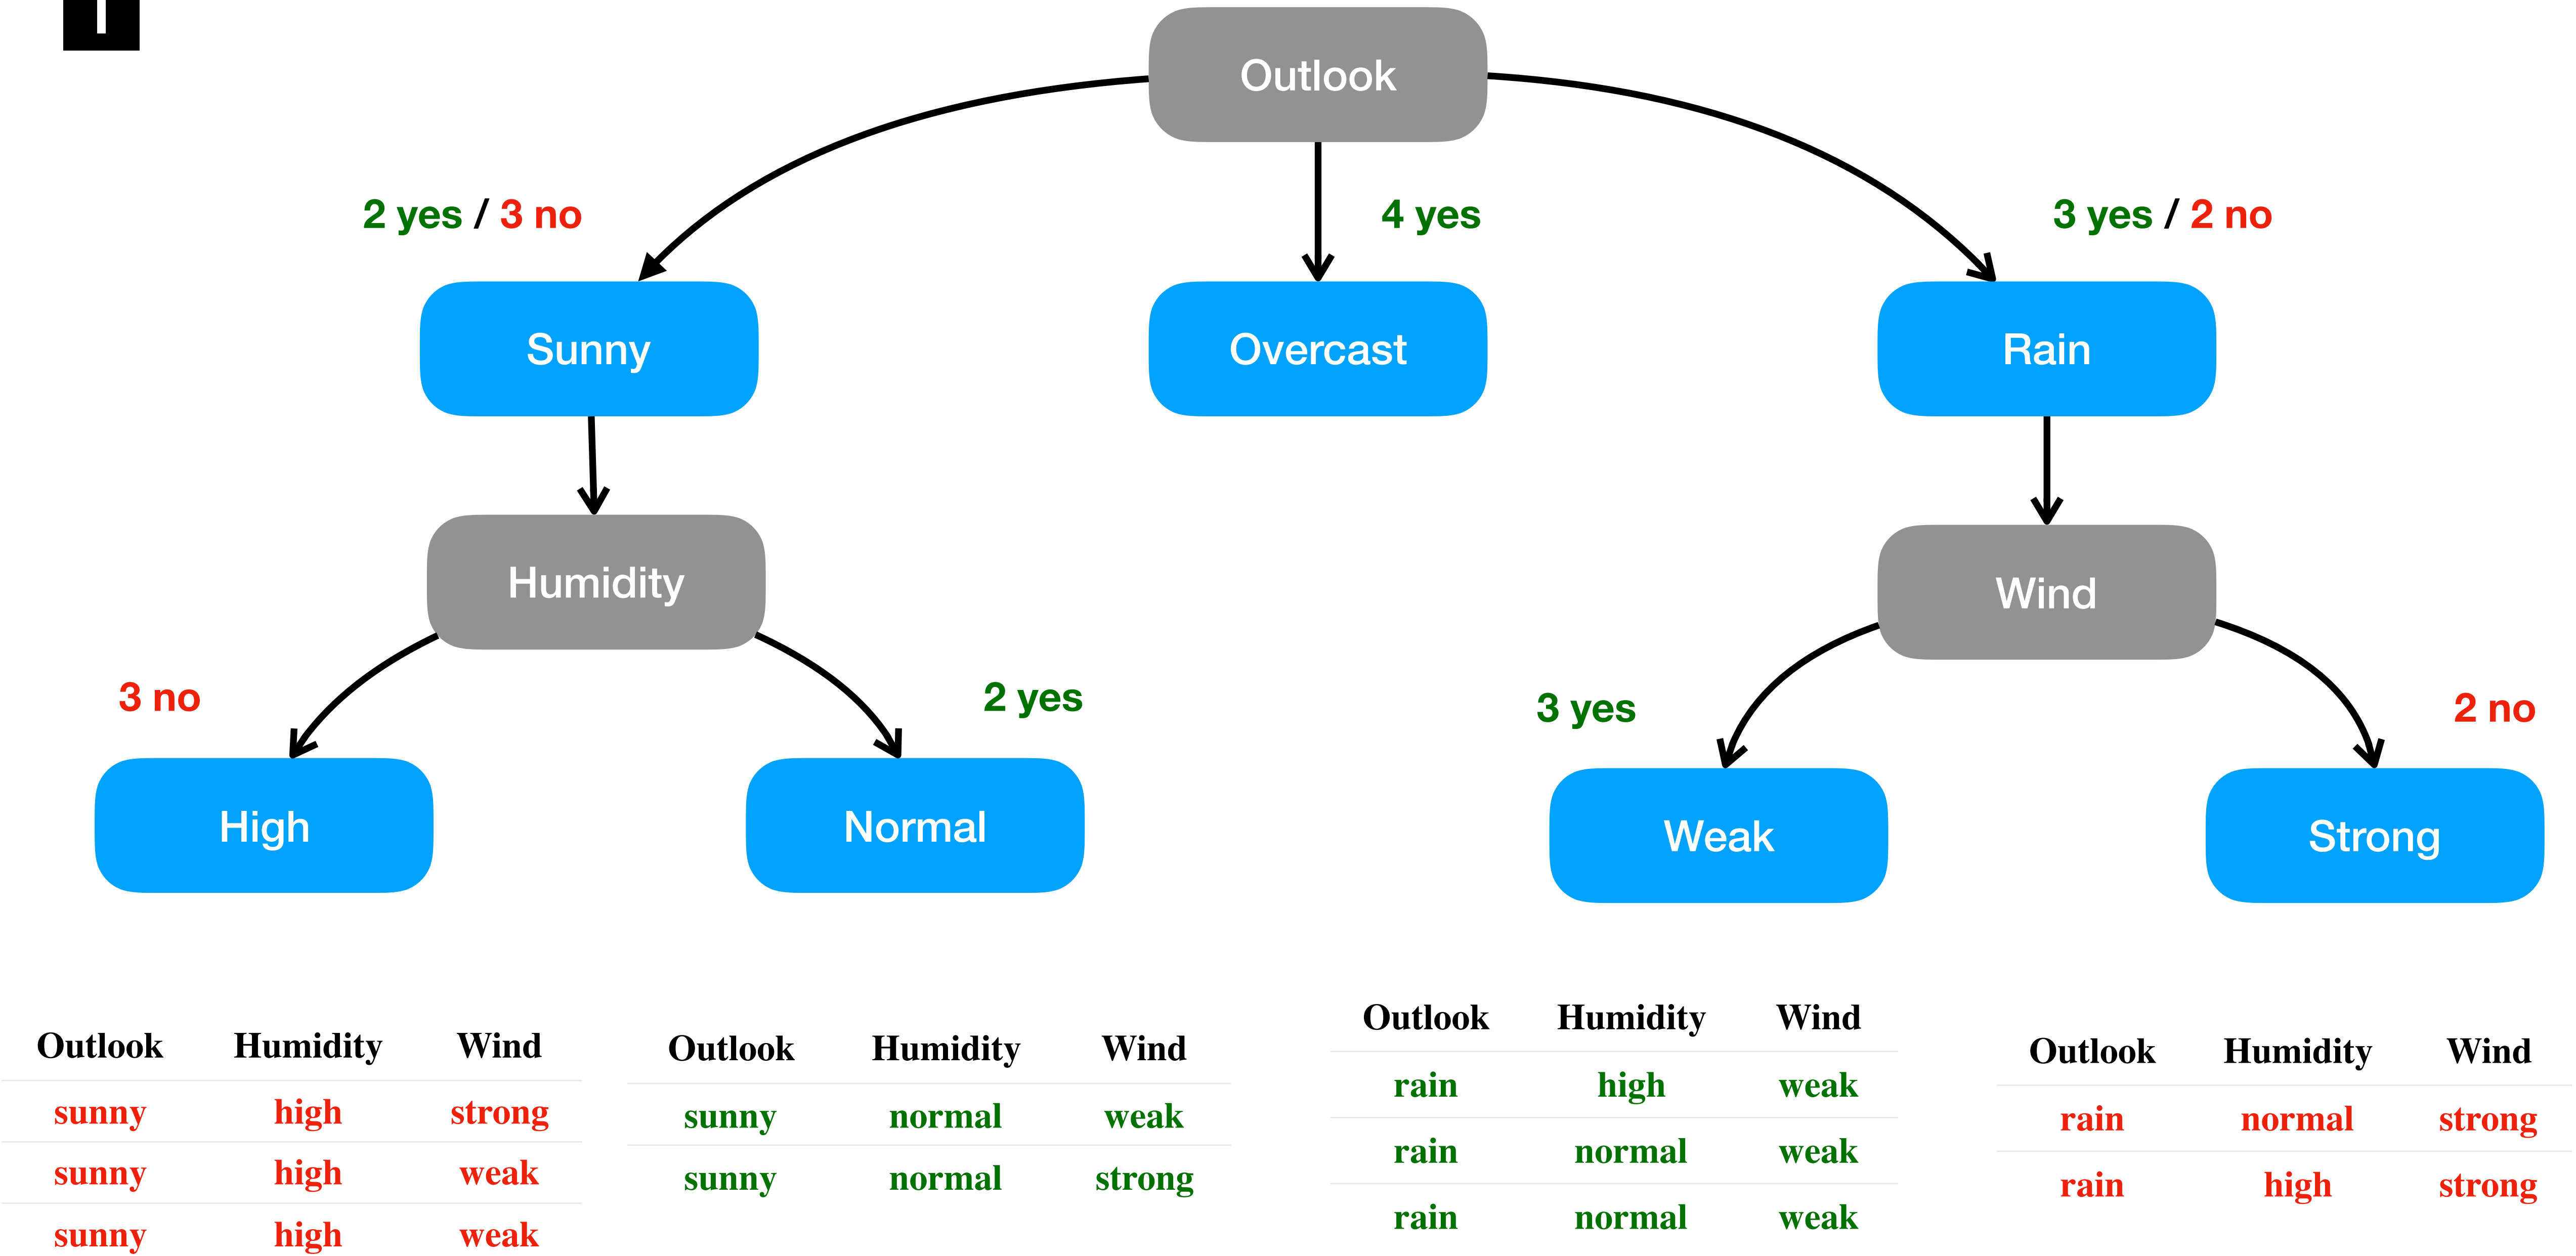 Outlook
2 yes / 3 no
4 yes
3 yes / 2 no
Sunny
Overcast
Rain
Humidity
Wind
3 no
2 yes
3 yes
2 no
High
Normal
Weak
Strong
Outlook Humidity Wind
sunny high strong
sunny high weak
sunny high weak
Outlook Humidity Wind
sunny normal weak
sunny normal strong
Outlook Humidity Wind
rain high weak
rain normal weak
rain normal weak
Outlook Humidity Wind
rain normal strong
rain high strong